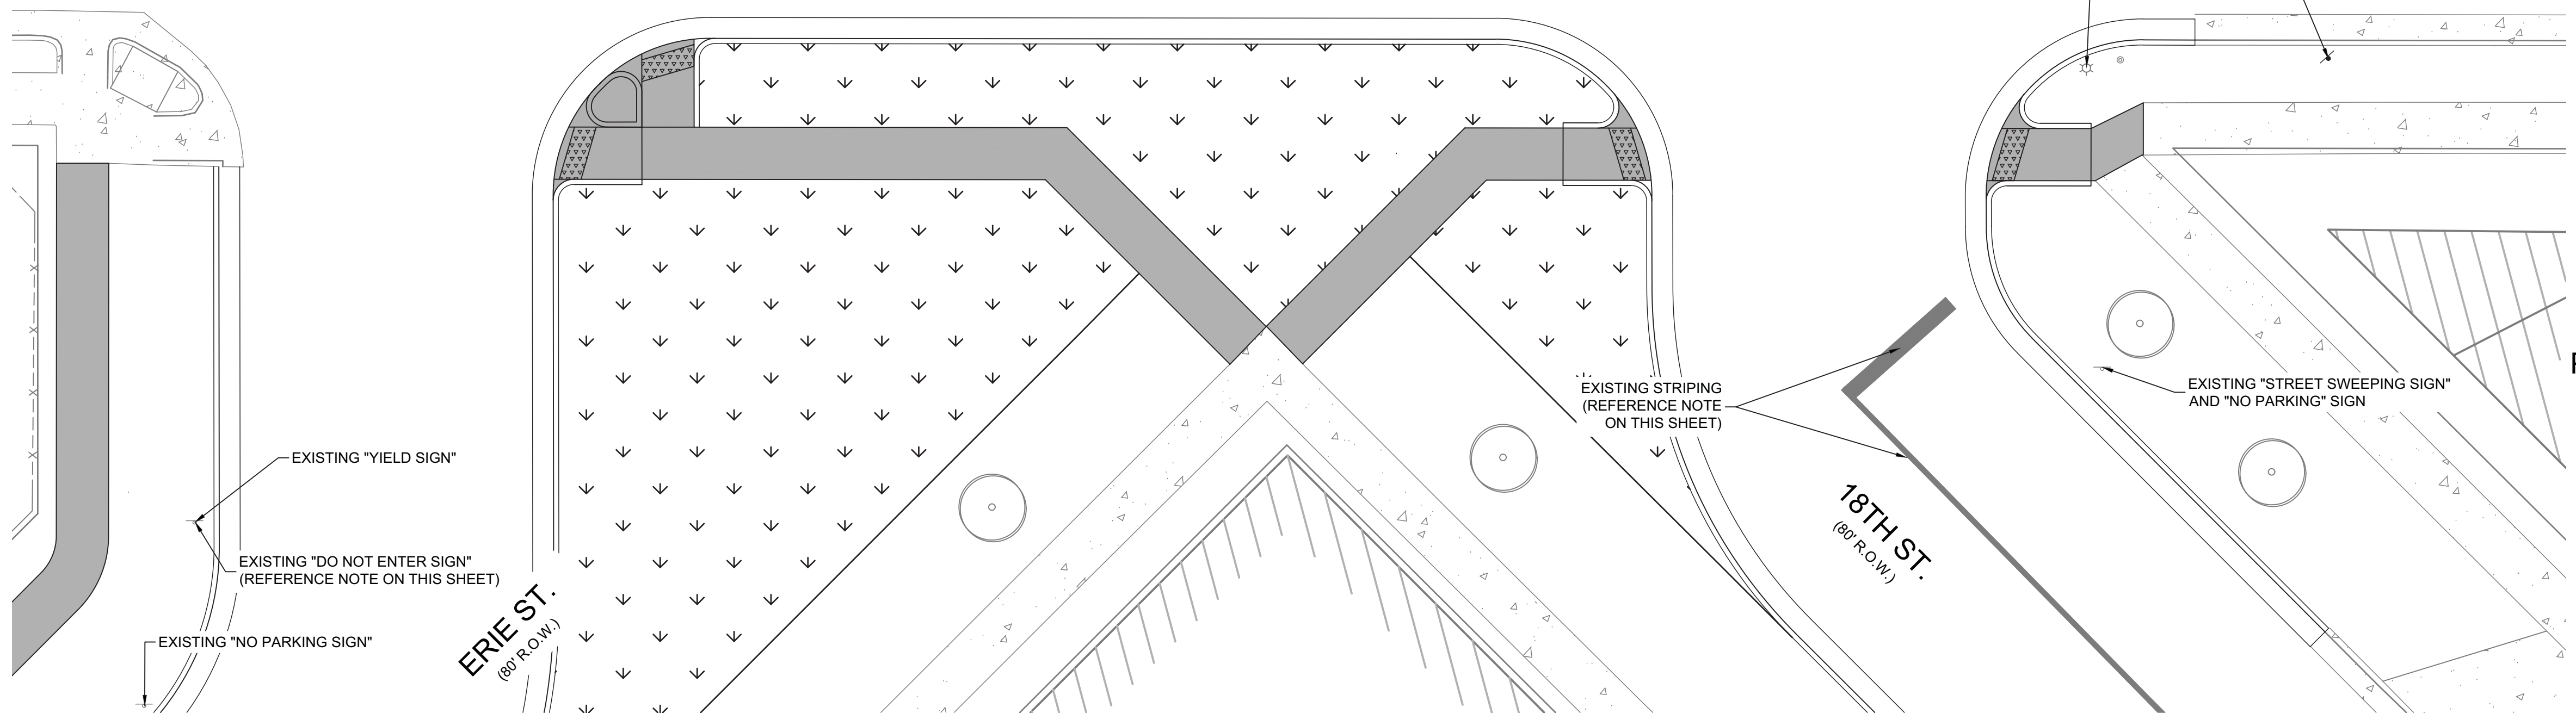 EXISTING "YIELD SIGN"
EXISTING "DO NOT ENTER SIGN"
(REFERENCE NOTE ON THIS SHEET)
EXISTING "NO PARKING SIGN"
ERIE ST.
(80' R.O.W.)
EXISTING STRIPING
(REFERENCE NOTE
ON THIS SHEET)
18TH ST.
(80' R.O.W.)
EXISTING "STREET SWEEPING SIGN"
AND "NO PARKING" SIGN